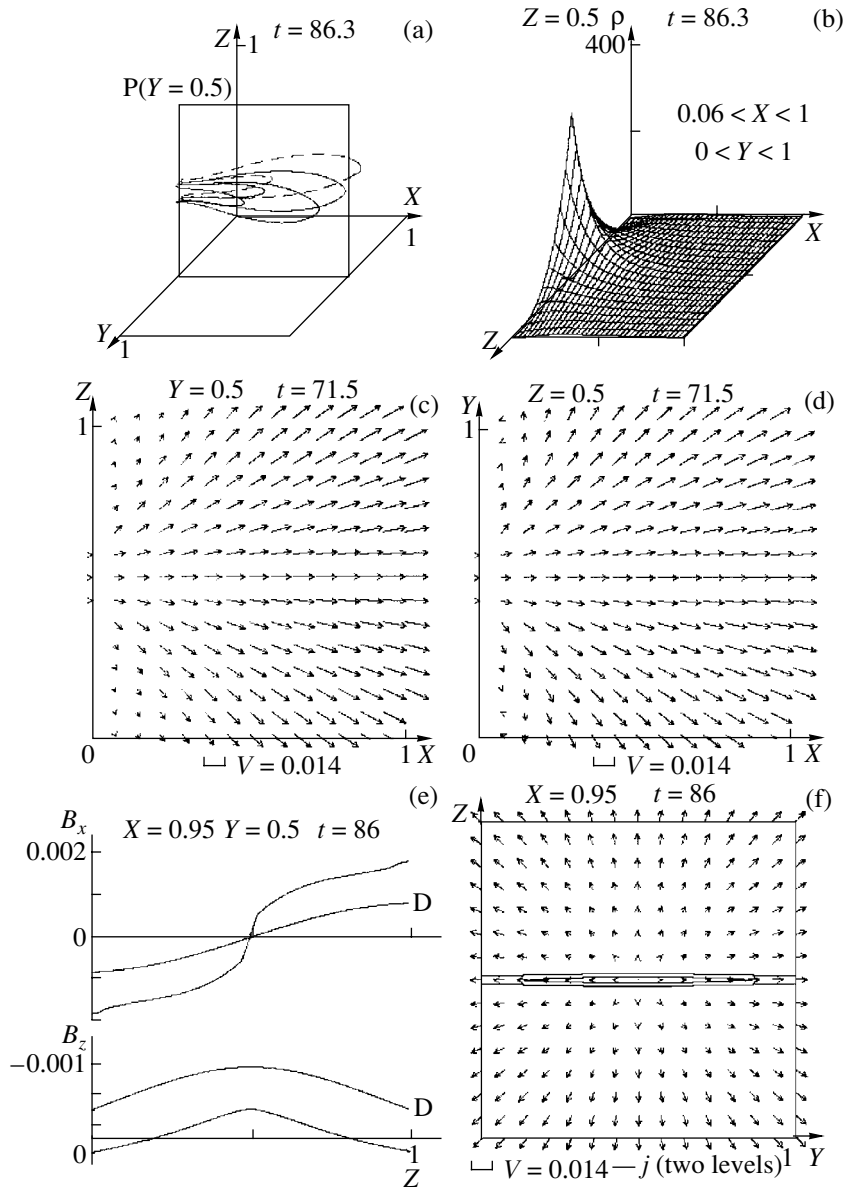 Z
1
t = 86.3
(a)
P(Y = 0.5)
X
1
Y
1
Z = 0.5 ρ
t = 86.3
(b)
400
0.06 < X < 1
0 < Y < 1
X
Z
Z
Y = 0.5
t = 71.5
(c)
1
0
1 X
V = 0.014
Y
Z = 0.5
t = 71.5
(d)
1
0
1 X
V = 0.014
(e)
B_x
X = 0.95 Y = 0.5 t = 86
0.002
D
0
B_z
−0.001
D
0
1
Z
X = 0.95
t = 86
(f)
Z
1
Y
V = 0.014 — j (two levels)